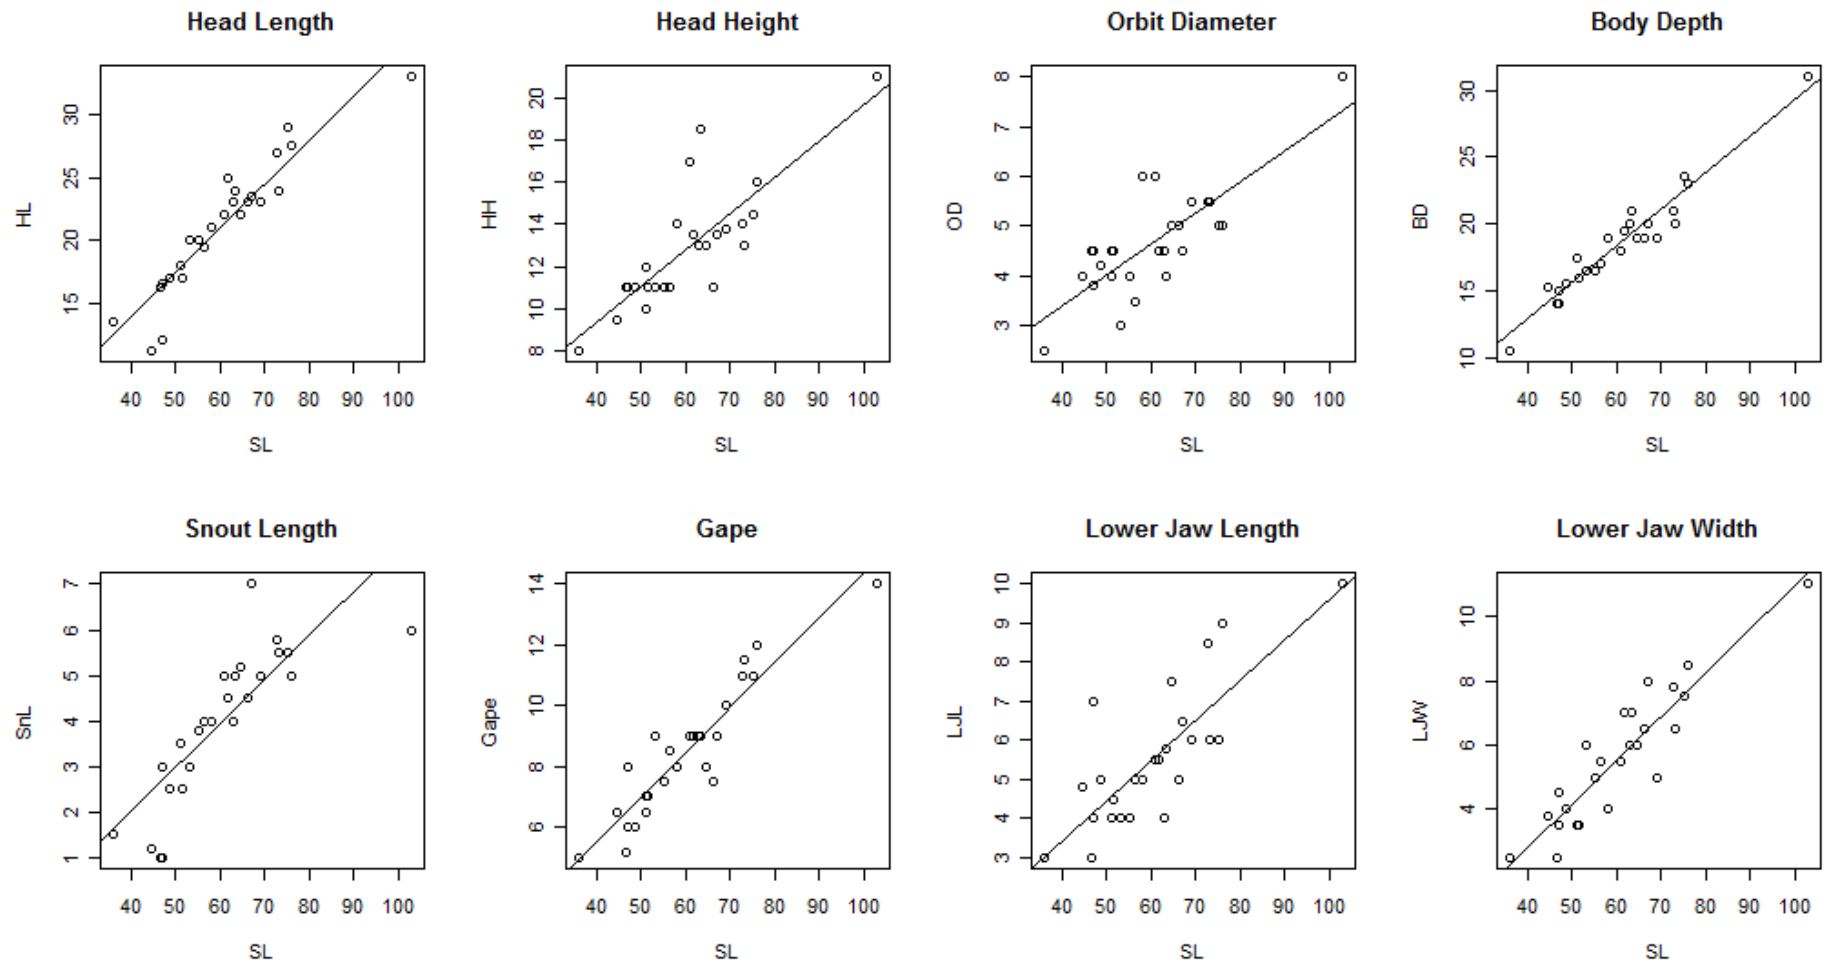 Head Length
Head Height
Orbit Diameter
Body Depth
HL
15 20 25 30
40 50 60 70 80 90 100
SL
HH
8 10 12 14 16 18 20
40 50 60 70 80 90 100
SL
OD
3 4 5 6 7 8
40 50 60 70 80 90 100
SL
BD
10 15 20 25 30
40 50 60 70 80 90 100
SL
Snout Length
Gape
Lower Jaw Length
Lower Jaw Width
SnL
1 2 3 4 5 6 7
40 50 60 70 80 90 100
SL
Gape
6 8 10 12 14
40 50 60 70 80 90 100
SL
LJL
3 4 5 6 7 8 9 10
40 50 60 70 80 90 100
SL
LJW
4 6 8 10
40 50 60 70 80 90 100
SL